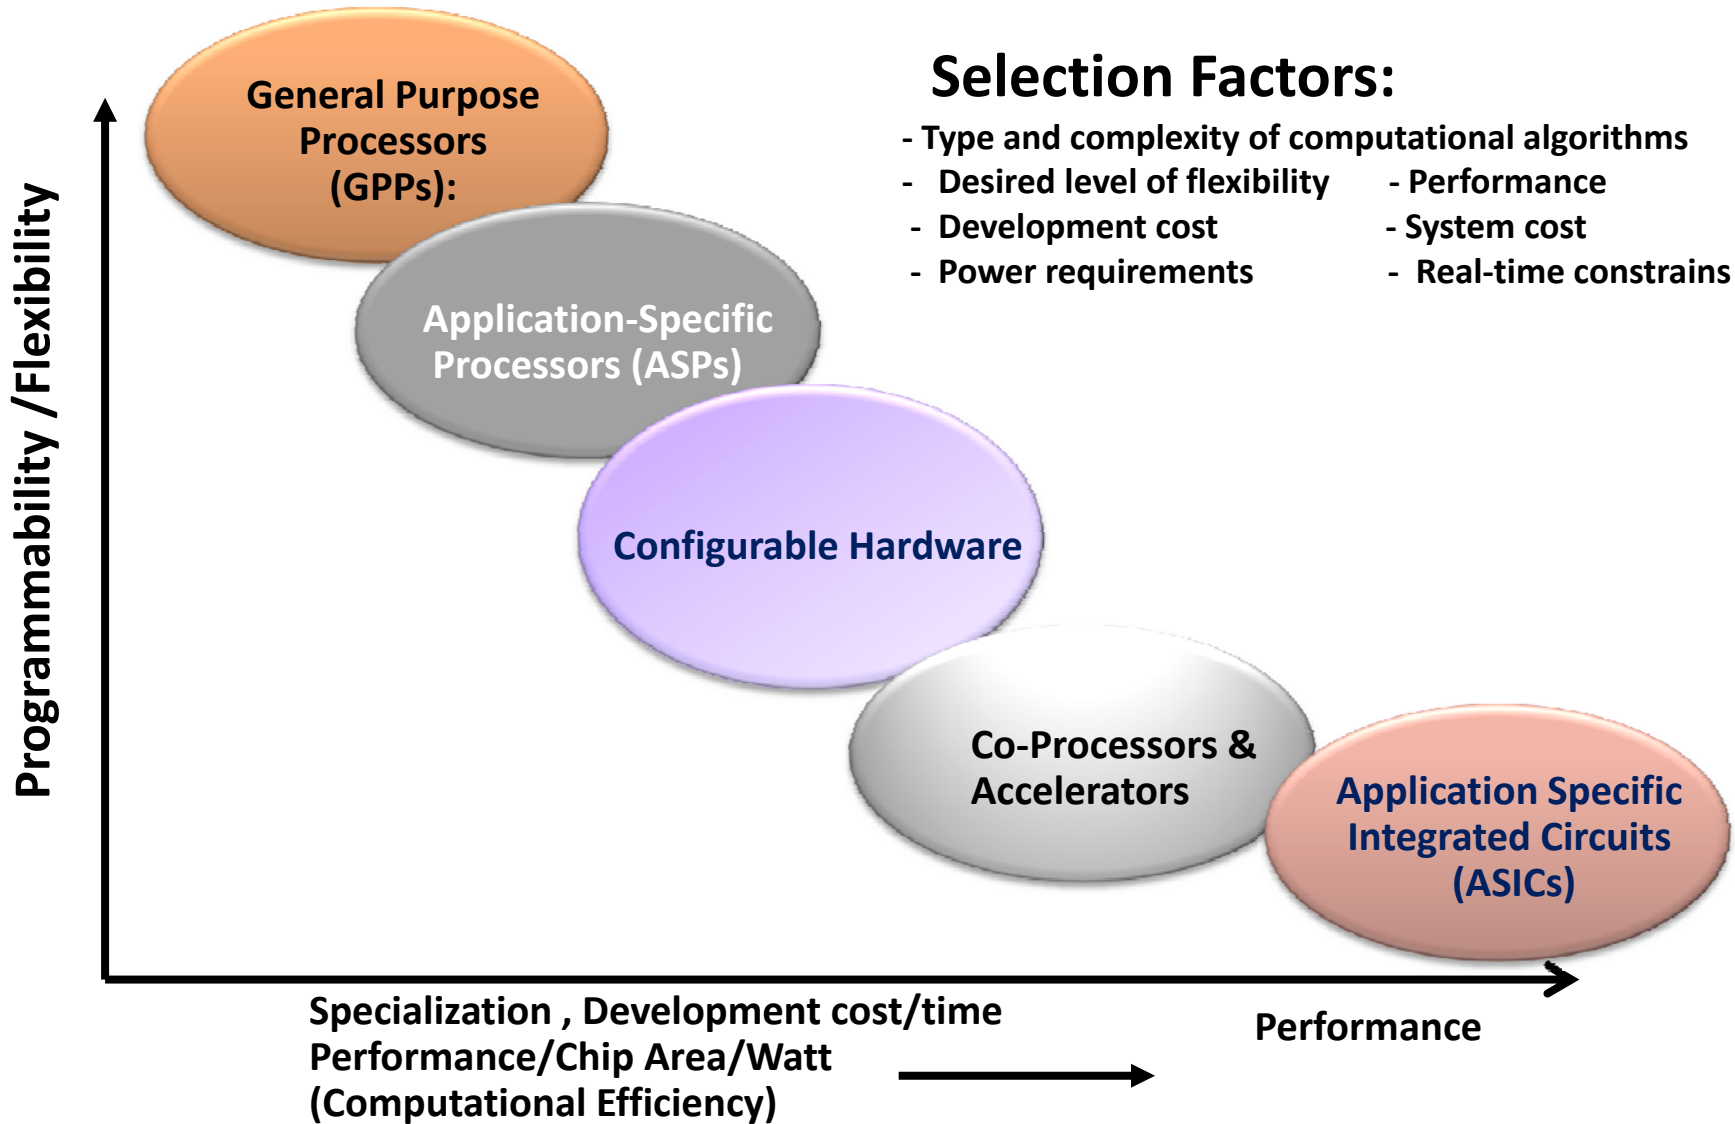 Selection Factors:
- Type and complexity of computational algorithms
- Desired level of flexibility - Performance
- Development cost - System cost
- Power requirements - Real-time constrains
Programmability /Flexibility
General Purpose
Processors
(GPPs):
Application-Specific
Processors (ASPs)
Configurable Hardware
Co-Processors &
Accelerators
Application Specific
Integrated Circuits
(ASICs)
Specialization , Development cost/time
Performance/Chip Area/Watt
(Computational Efficiency)
Performance